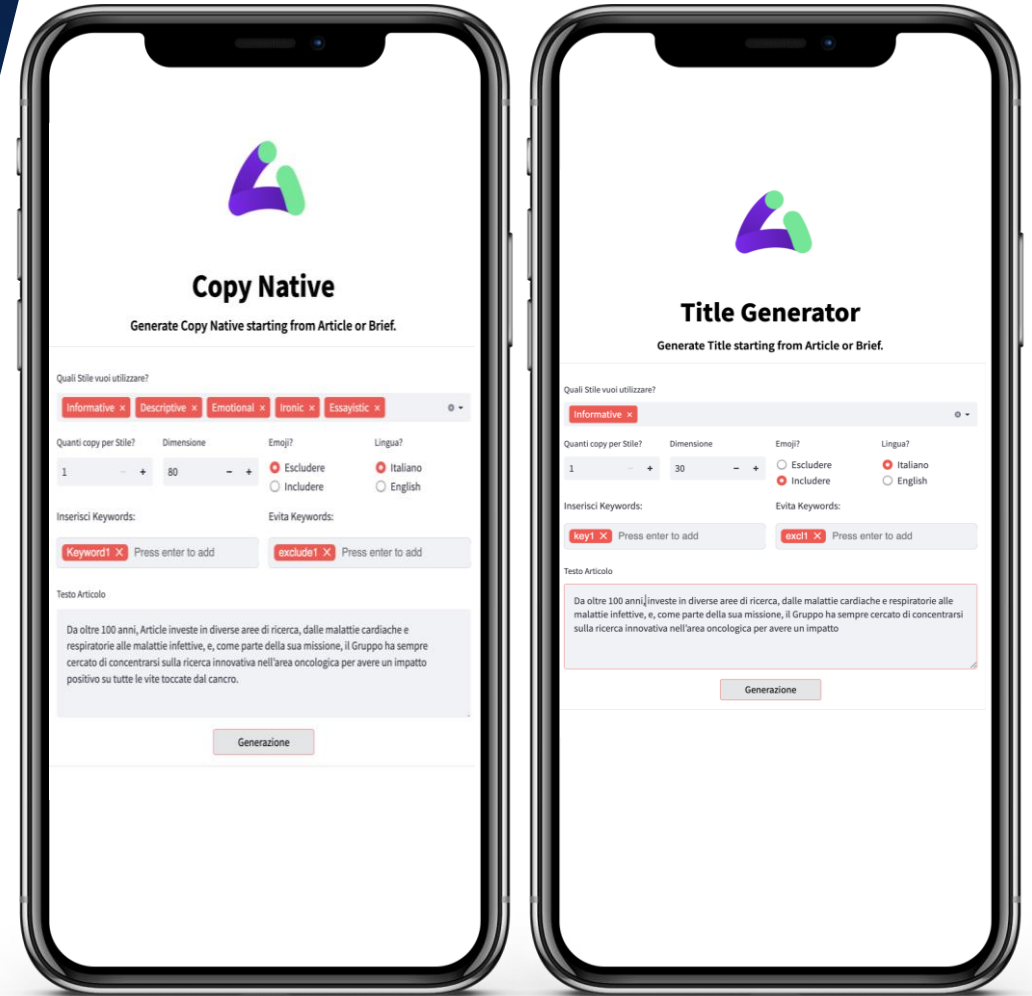 Copy Native
Generate Copy Native starting from Article or Brief.
Quali Stile vuoi utilizzare?
Informative × Descriptive × Emotional × Ironic × Essayistic ×
Quanti copy per Stile? Dimensione Emoji? Lingua?
1 − + 80 − + Escludere Italiano
Includere English
Inserisci Keywords: Evita Keywords:
Keyword1 × Press enter to add exclude1 × Press enter to add
Testo Articolo
Da oltre 100 anni, Article investe in diverse aree di ricerca, dalle malattie cardiache e
respiratorie alle malattie infettive, e, come parte della sua missione, il Gruppo ha sempre
cercato di concentrarsi sulla ricerca innovativa nell'area oncologica per avere un impatto
positivo su tutte le vite toccate dal cancro.
Generazione
Title Generator
Generate Title starting from Article or Brief.
Quali Stile vuoi utilizzare?
Informative ×
Quanti copy per Stile? Dimensione Emoji? Lingua?
1 − + 30 − + Escludere Italiano
Includere English
Inserisci Keywords: Evita Keywords:
key1 × Press enter to add excl1 × Press enter to add
Testo Articolo
Da oltre 100 anni, investe in diverse aree di ricerca, dalle malattie cardiache e respiratorie alle
malattie infettive, e, come parte della sua missione, il Gruppo ha sempre cercato di concentrarsi
sulla ricerca innovativa nell'area oncologica per avere un impatto
Generazione